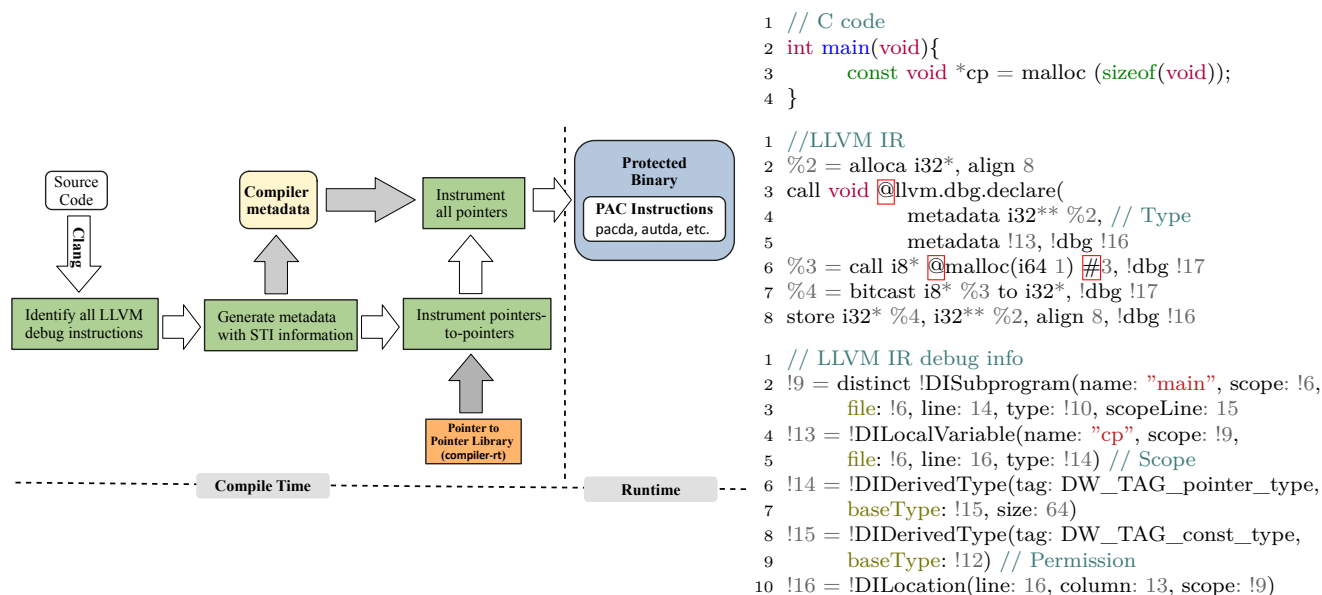 Source
Code
Clang
Identify all LLVM
debug instructions
Compiler
metadata
Generate metadata
with STI information
Instrument
all pointers
Instrument pointers-
to-pointers
Pointer to
Pointer Library
(compiler-rt)
Protected
Binary
PAC Instructions
pacda, autda, etc.
Compile Time
Runtime
1 // C code
2 int main(void){
3 const void *cp = malloc (sizeof(void));
4 }
1 //LLVM IR
2 %2 = alloca i32*, align 8
3 call void @llvm.dbg.declare(
4 metadata i32** %2, // Type
5 metadata !13, !dbg !16
6 %3 = call i8* @malloc(i64 1) #3, !dbg !17
7 %4 = bitcast i8* %3 to i32*, !dbg !17
8 store i32* %4, i32** %2, align 8, !dbg !16
1 // LLVM IR debug info
2 !9 = distinct !DISubprogram(name: "main", scope: !6,
3 file: !6, line: 14, type: !10, scopeLine: 15
4 !13 = !DILocalVariable(name: "cp", scope: !9,
5 file: !6, line: 16, type: !14) // Scope
6 !14 = !DIDerivedType(tag: DW_TAG_pointer_type,
7 baseType: !15, size: 64)
8 !15 = !DIDerivedType(tag: DW_TAG_const_type,
9 baseType: !12) // Permission
10 !16 = !DILocation(line: 16, column: 13, scope: !9)